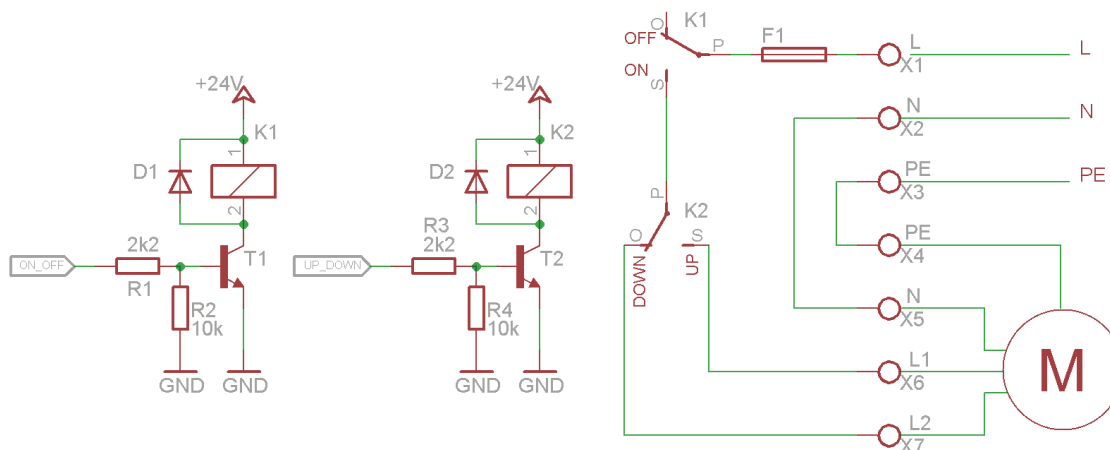 +24V
K1
1
D1
2
2k2
ON_OFF
T1
R1
R2
10k
GND
GND
+24V
K2
1
D2
2
R3
2k2
UP_DOWN
T2
R4
10k
GND
GND
O
K1
OFF
P
F1
L
X1
L
ON
S
N
X2
N
PE
X3
PE
P
K2
O
S
DOWN
UP
PE
X4
N
X5
L1
X6
L2
X7
M